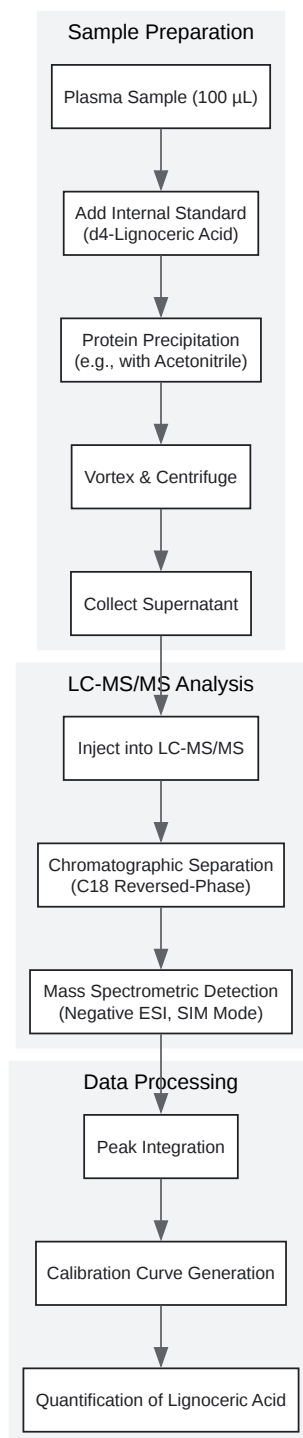 Sample Preparation
Plasma Sample (100 µL)
Add Internal Standard
(d4-Lignoceric Acid)
Protein Precipitation
(e.g., with Acetonitrile)
Vortex & Centrifuge
Collect Supernatant
LC-MS/MS Analysis
Inject into LC-MS/MS
Chromatographic Separation
(C18 Reversed-Phase)
Mass Spectrometric Detection
(Negative ESI, SIM Mode)
Data Processing
Peak Integration
Calibration Curve Generation
Quantification of Lignoceric Acid